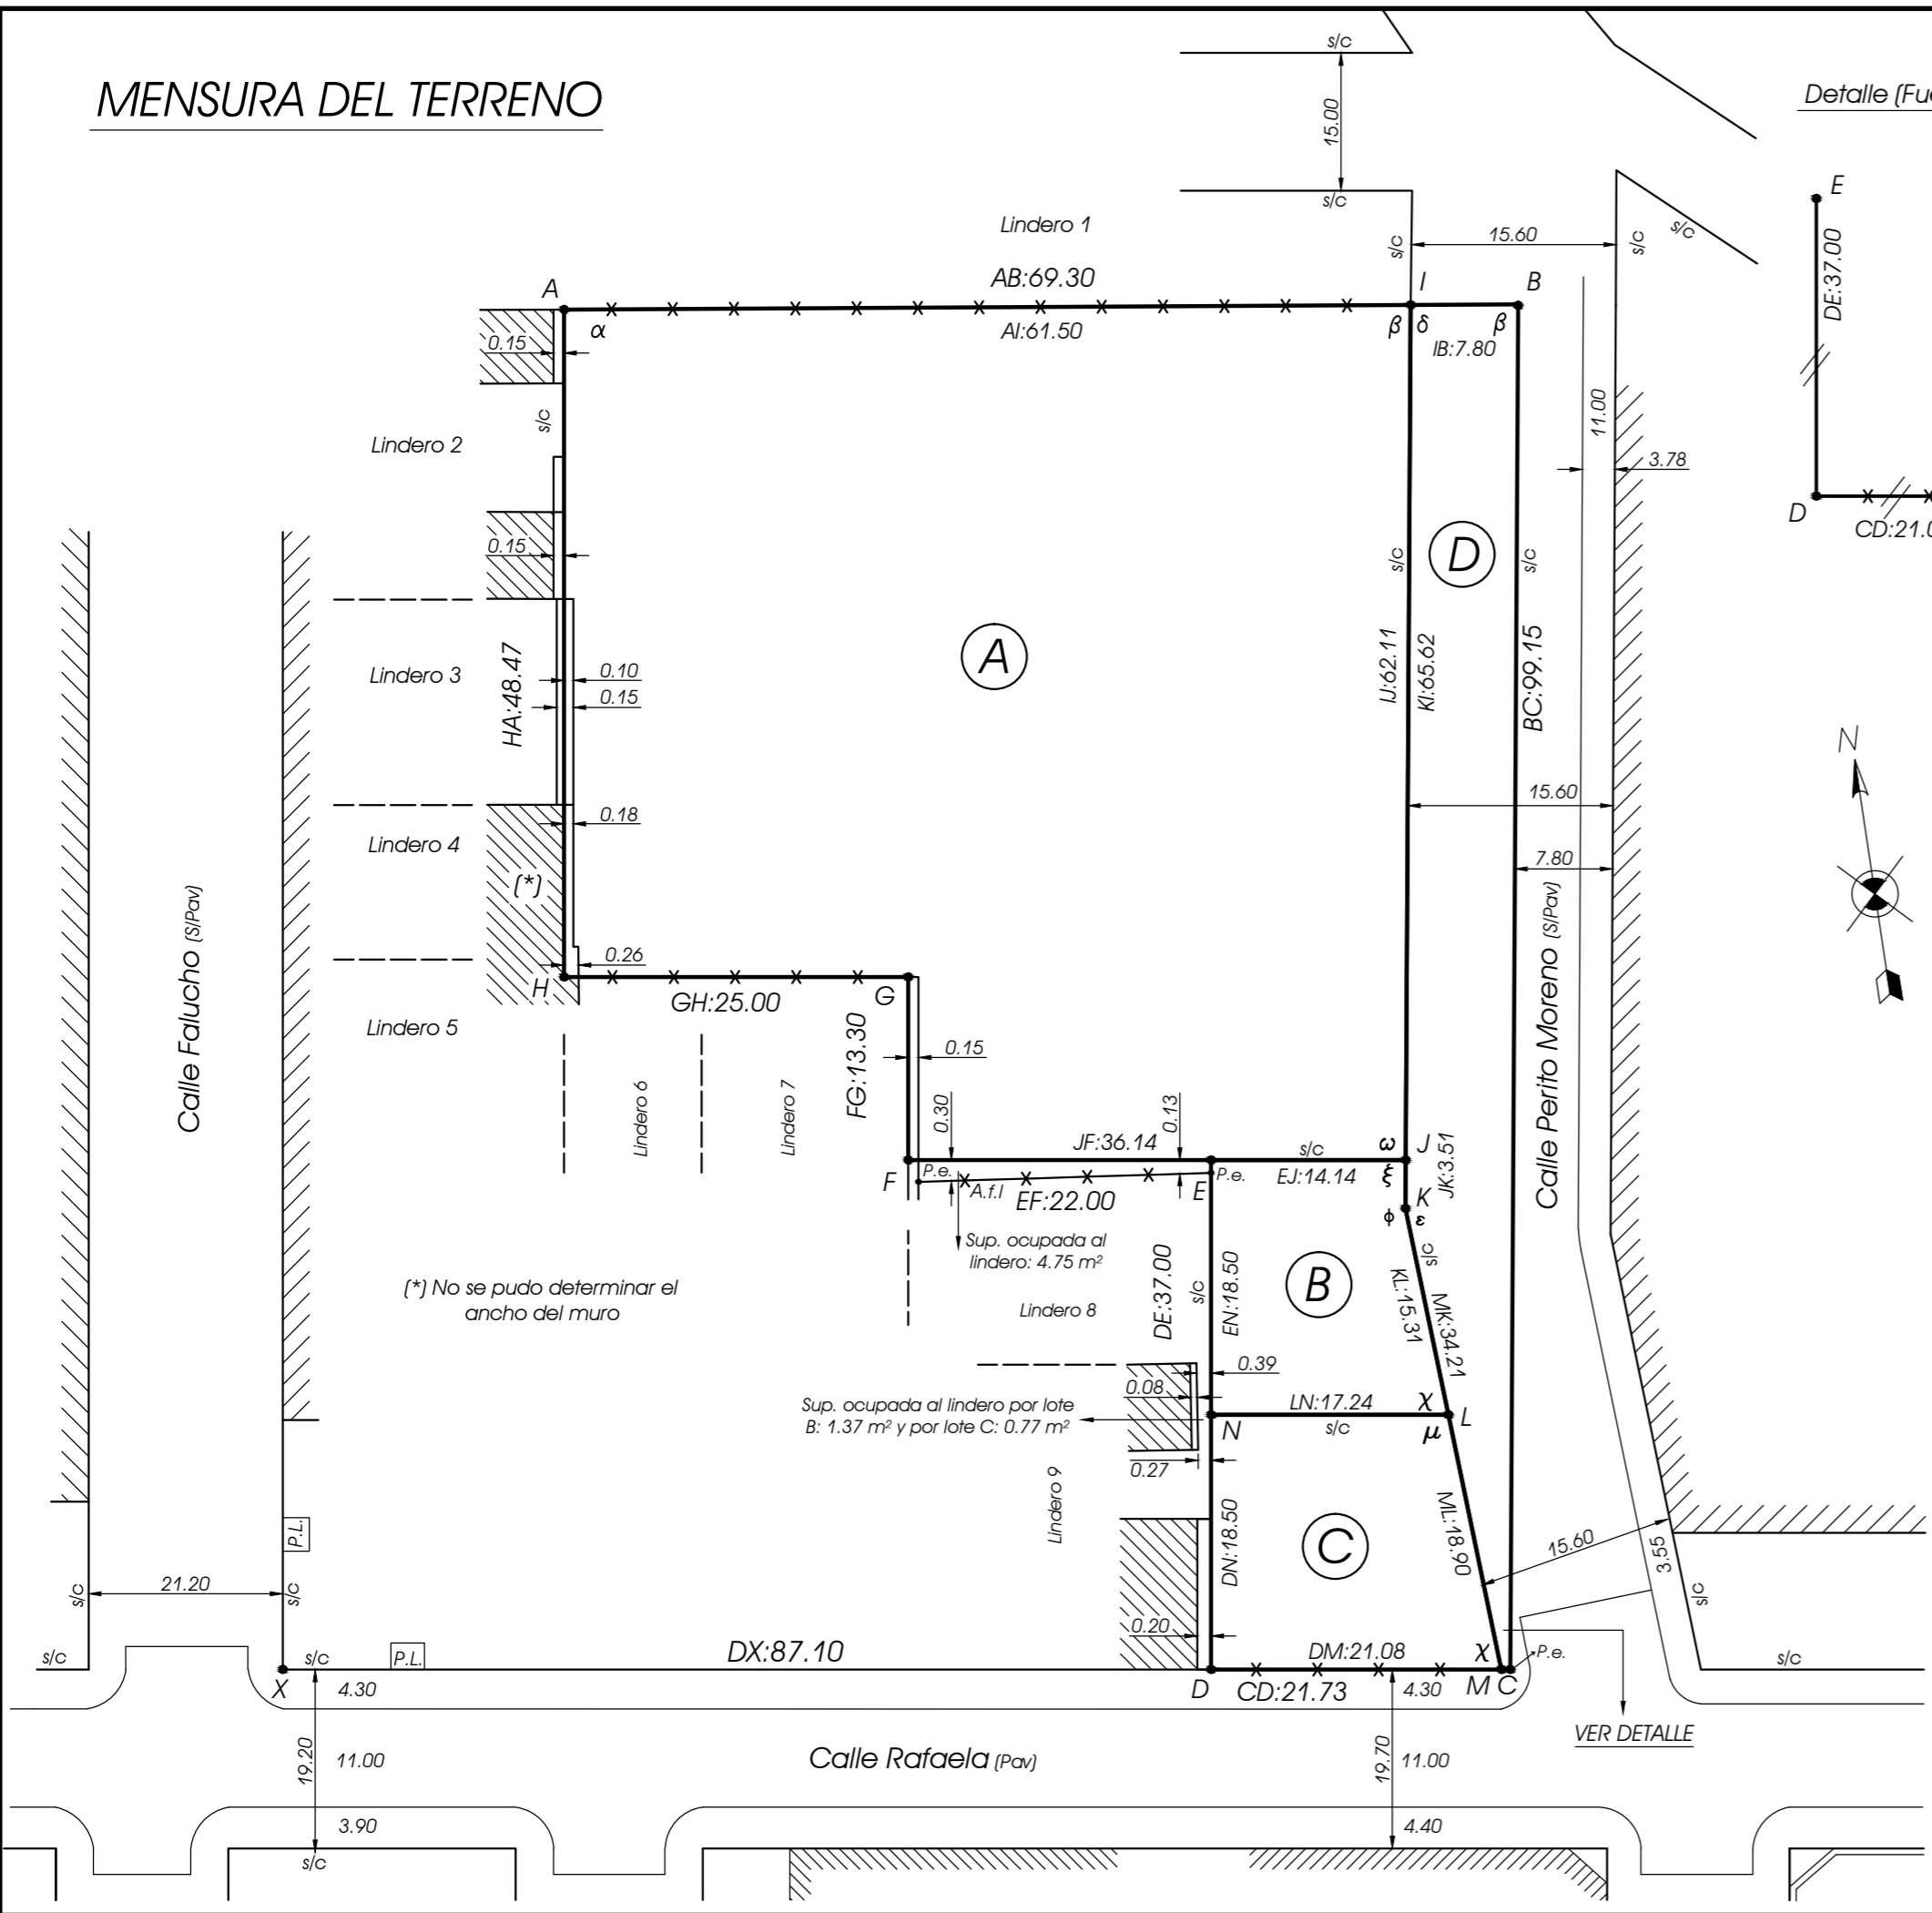 MENSURA DEL TERRENO
Detalle (Fu
s/c
15.00
s/c
Lindero 1
s/c
15.60
s/c
s/c
E
DE:37.00
D
CD:21.0
A
AB:69.30
I
B
α
AI:61.50
β
δ
β
IB:7.80
0.15
s/c
Lindero 2
11.00
3.78
0.15
s/c
D
s/c
Lindero 3
HA:48.47
0.10
0.15
A
IJ:62.11
KI:65.62
BC:99.15
N
15.60
0.18
Lindero 4
7.80
(*)
Calle Falucho (S/Pav)
Calle Perito Moreno (S/Pav)
0.26
H
GH:25.00
G
Lindero 5
FG:13.30
0.15
Lindero 6
Lindero 7
0.30
0.13
JF:36.14
s/c
ω
J
JK:3.51
F
P.e.
A.f.l
EF:22.00
E
P.e.
EJ:14.14
ξ
K
ϕ
ε
Sup. ocupada al
lindero: 4.75 m²
s/c
(*) No se pudo determinar el
ancho del muro
Lindero 8
DE:37.00
s/c
EN:18.50
B
KL:15.31
MK:34.21
0.39
0.08
Sup. ocupada al lindero por lote
B: 1.37 m² y por lote C: 0.77 m²
LN:17.24
χ
N
s/c
μ
L
0.27
Lindero 9
P.L.
DN:18.50
C
ML:18.90
15.60
3.55
s/c
21.20
s/c
s/c
0.20
s/c
s/c
P.L.
DX:87.10
DM:21.08
χ
P.e.
s/c
X
4.30
D
CD:21.73
4.30
M
C
VER DETALLE
19.20
11.00
Calle Rafaela (Pav)
19.70
11.00
3.90
4.40
s/c